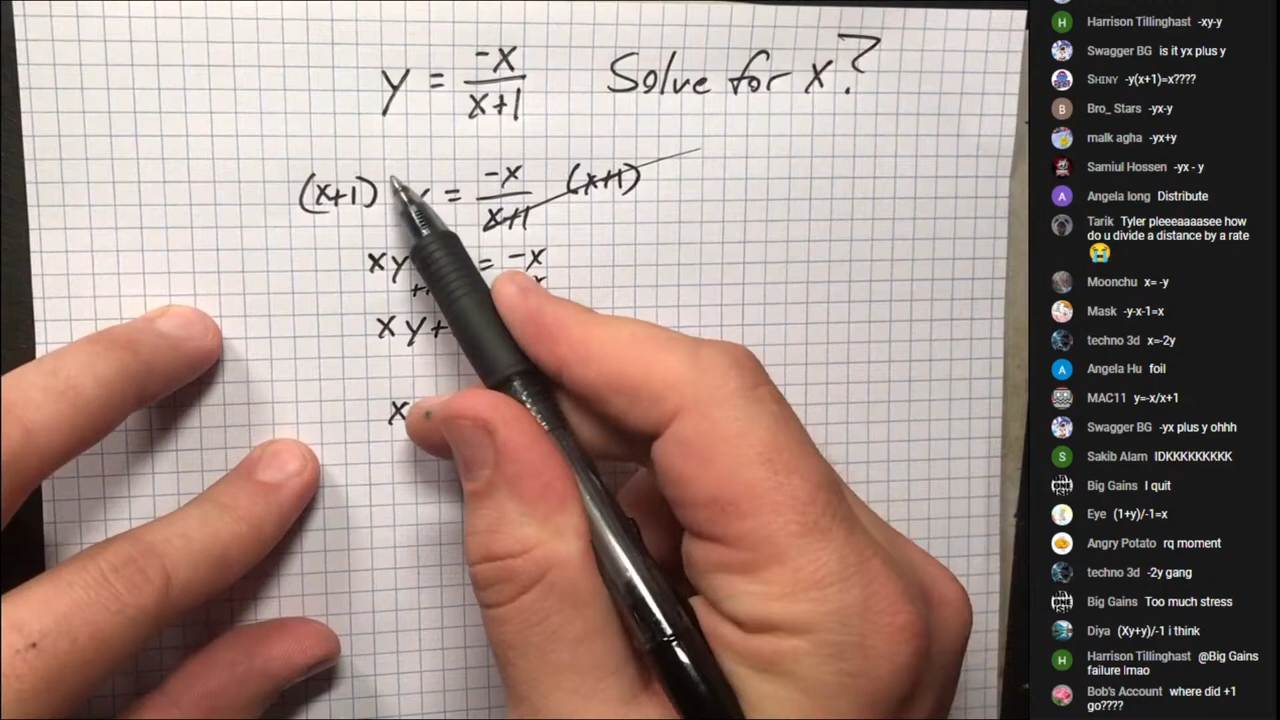 y = -x / x+1 Solve for x?
(x+1) y = -x / x+1 (x+1)
xy = -x
xy+
x
Harrison Tillinghast -xy-y
Swagger BG is it yx plus y
SHINY -y(x+1)=x????
Bro_ Stars -yx-y
malk agha -yx+y
Samiul Hossen -yx - y
Angela long Distribute
Tarik Tyler pleeeaaaasee how
do u divide a distance by a rate
😭
Moonchu x= -y
Mask -y-x-1=x
techno 3d x=-2y
Angela Hu foil
MAC11 y=-x/x+1
Swagger BG -yx plus y ohhh
Sakib Alam IDKKKKKKKKK
Big Gains I quit
Eye (1+y)/-1=x
Angry Potato rq moment
techno 3d -2y gang
Big Gains Too much stress
Diya (Xy+y)/-1 i think
Harrison Tillinghast @Big Gains
failure lmao
Bob's Account where did +1
go????